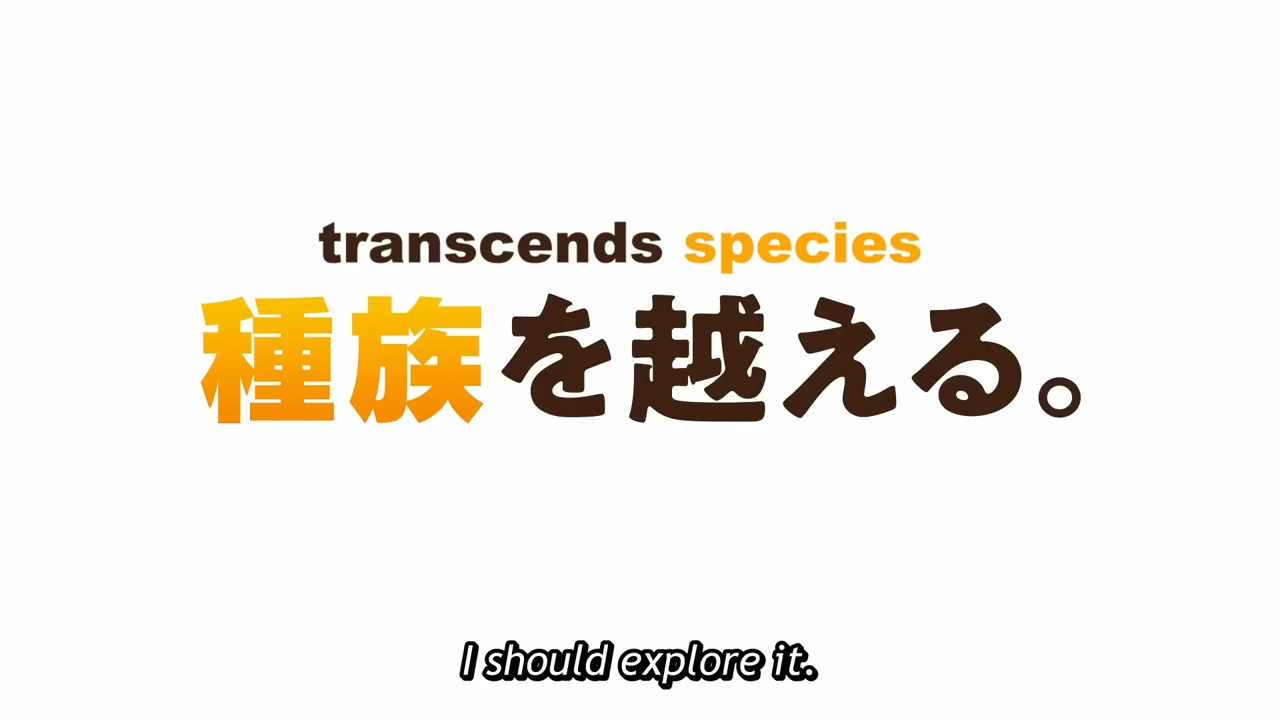 transcends species
種族を越える。
I should explore it.